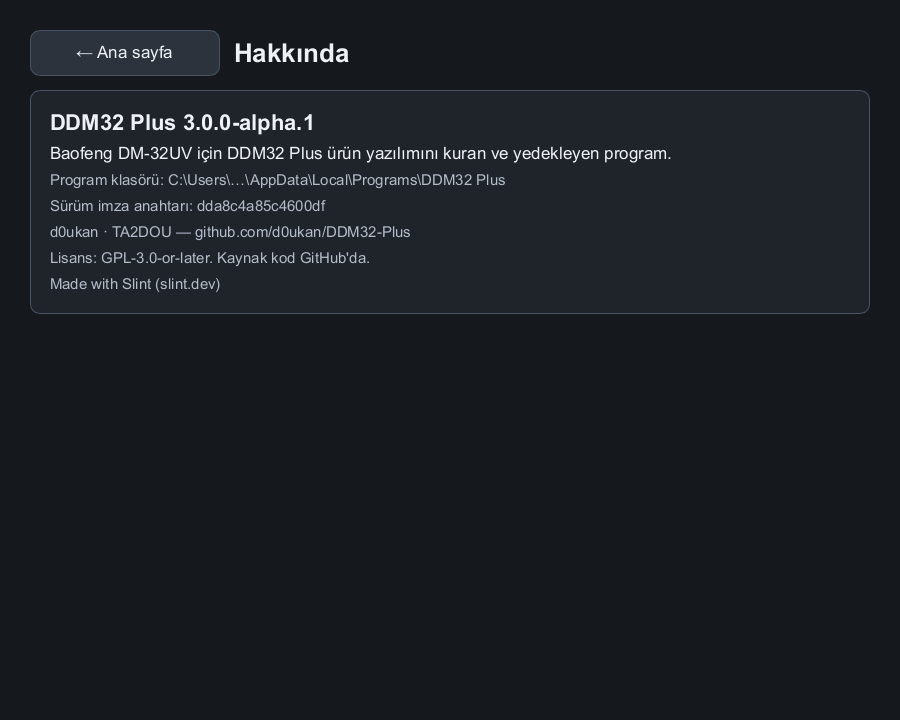 ← Ana sayfa
Hakkında
DDM32 Plus 3.0.0-alpha.1
Baofeng DM-32UV için DDM32 Plus ürün yazılımını kuran ve yedekleyen program.
Program klasörü: C:\Users\...\AppData\Local\Programs\DDM32 Plus
Sürüm imza anahtarı: dda8c4a85c4600df
d0ukan · TA2DOU — github.com/d0ukan/DDM32-Plus
Lisans: GPL-3.0-or-later. Kaynak kod GitHub'da.
Made with Slint (slint.dev)